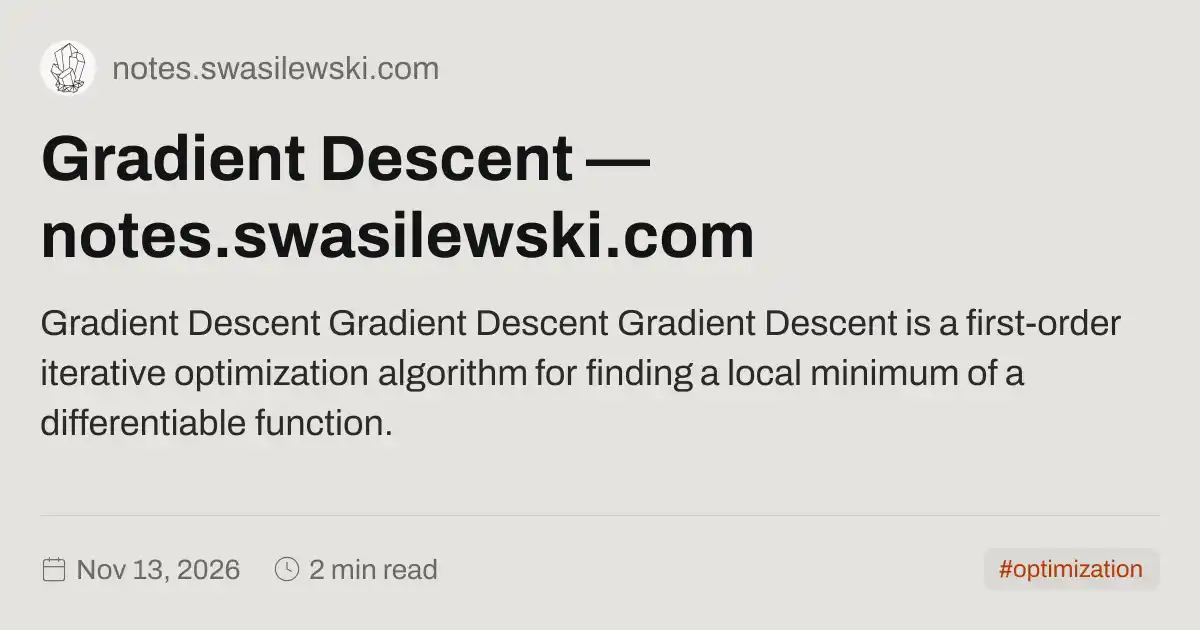 notes.swasilewski.com
Gradient Descent —
notes.swasilewski.com
Gradient Descent Gradient Descent Gradient Descent is a first-order
iterative optimization algorithm for finding a local minimum of a
differentiable function.
Nov 13, 2026 2 min read #optimization